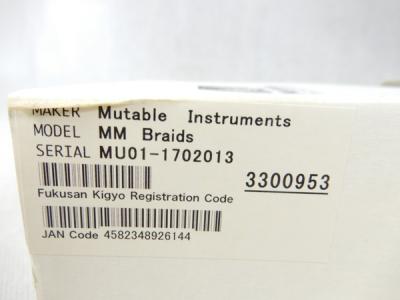 MAKER Mutable Instruments
MODEL MM Braids
SERIAL MU01-1702013
3300953
Fukusan Kigyo Registration Code
JAN Code 4582348926144